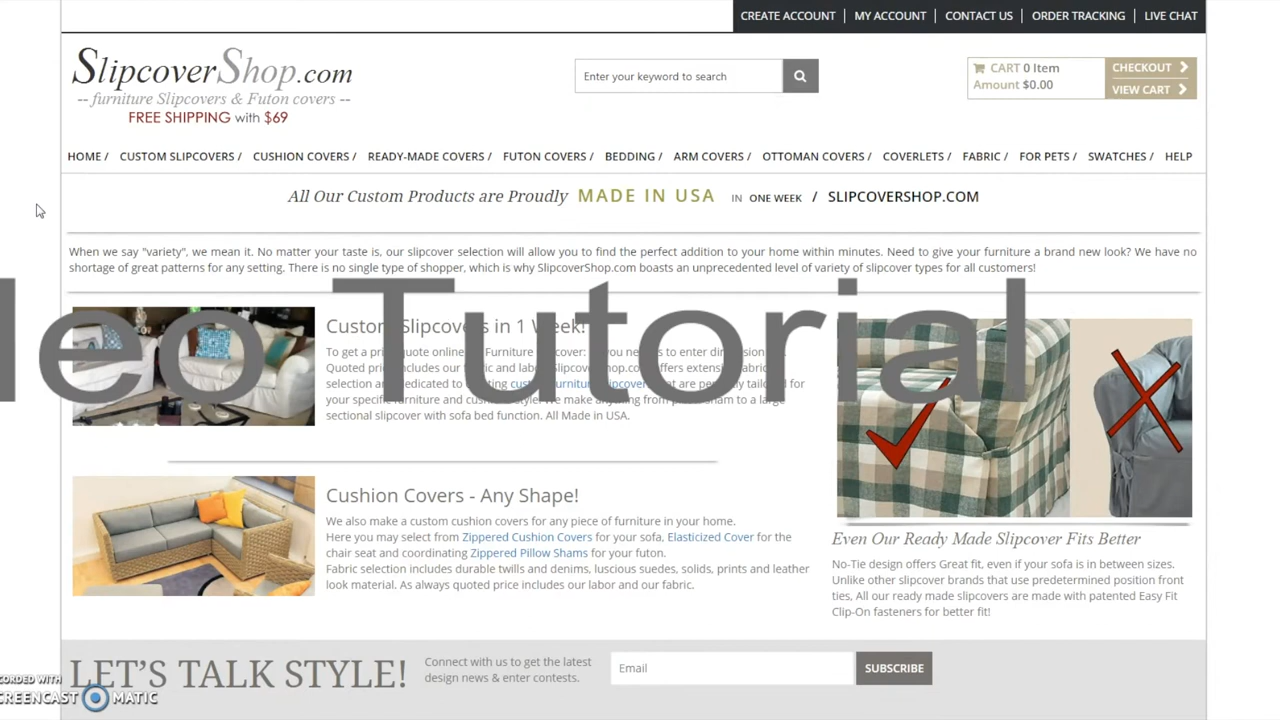 CREATE ACCOUNT | MY ACCOUNT | CONTACT US | ORDER TRACKING | LIVE CHAT
SlipcoverShop.com
-- furniture Slipcovers & Futon covers --
FREE SHIPPING with $69
Enter your keyword to search
CART 0 Item
Amount $0.00
CHECKOUT
VIEW CART
HOME / CUSTOM SLIPCOVERS / CUSHION COVERS / READY-MADE COVERS / FUTON COVERS / BEDDING / ARM COVERS / OTTOMAN COVERS / COVERLETS / FABRIC / FOR PETS / SWATCHES / HELP
All Our Custom Products are Proudly MADE IN USA IN ONE WEEK / SLIPCOVERSHOP.COM
When we say "variety", we mean it. No matter your taste is, our slipcover selection will allow you to find the perfect addition to your home within minutes. Need to give your furniture a brand new look? We have no
shortage of great patterns for any setting. There is no single type of shopper, which is why SlipcoverShop.com boasts an unprecedented level of variety of slipcover types for all customers!
eo Tutorial
Custom Slipcovers in 1 Week!
To get a price quote online
Quoted price includes our fabric and labor. SlipcoverShop.com offers extensive fabric
selection and dedicated to creating custom furniture slipcovers that are perfectly tailored for
your specific furniture and cushion style. We make anything from pillow sham to a large
sectional slipcover with sofa bed function. All Made in USA.
Cushion Covers - Any Shape!
We also make a custom cushion covers for any piece of furniture in your home.
Here you may select from Zippered Cushion Covers for your sofa, Elasticized Cover for the
chair seat and coordinating Zippered Pillow Shams for your futon.
Fabric selection includes durable twills and denims, luscious suedes, solids, prints and leather
look material. As always quoted price includes our labor and our fabric.
Even Our Ready Made Slipcover Fits Better
No-Tie design offers Great fit, even if your sofa is in between sizes.
Unlike other slipcover brands that use predetermined position front
ties, All our ready made slipcovers are made with patented Easy Fit
Clip-On fasteners for better fit!
LET'S TALK STYLE!
Connect with us to get the latest
design news & enter contests.
Email
SUBSCRIBE
CORDED WITH
CREENCAST MATIC